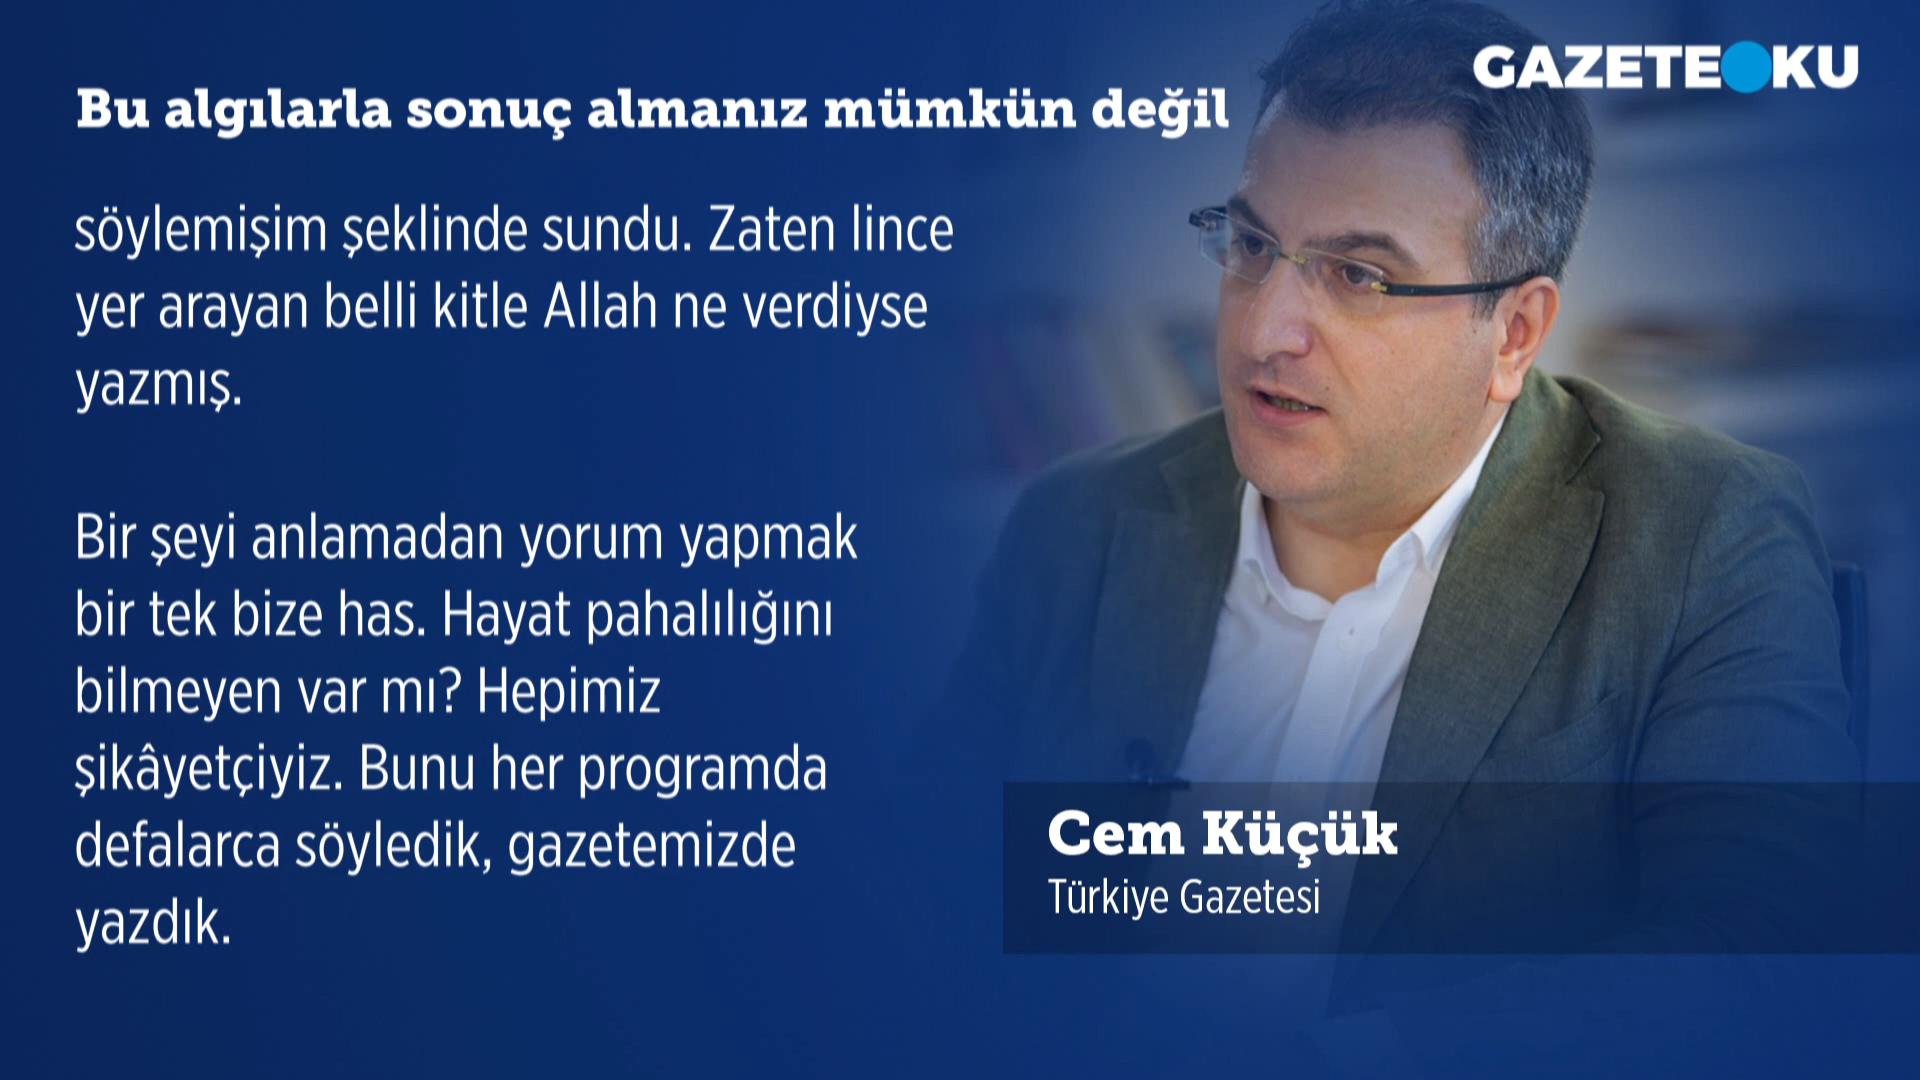 GAZETE KU
Bu algılarla sonuç almanız mümkün değil
söylemişim şeklinde sundu. Zaten lince
yer arayan belli kitle Allah ne verdiyse
yazmış.
Bir şeyi anlamadan yorum yapmak
bir tek bize has. Hayat pahalılığını
bilmeyen var mı? Hepimiz
şikâyetçiyiz. Bunu her programda
defalarca söyledik, gazetemizde
yazdık.
Cem Küçük
Türkiye Gazetesi